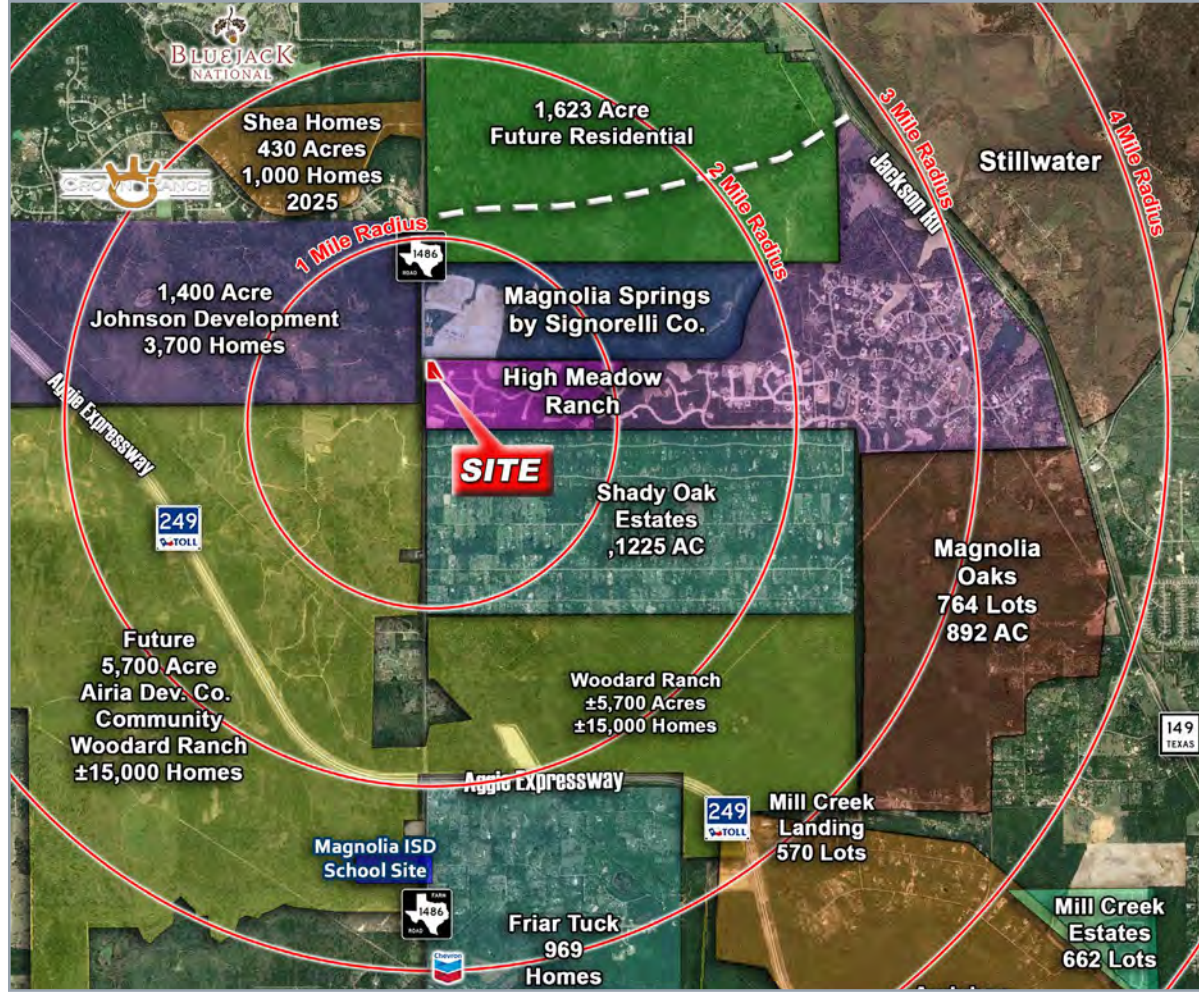 BLUEJACK
NATIONAL
Shea Homes
430 Acres
1,000 Homes
2025
1,623 Acre
Future Residential
3 Mile Radius
4 Mile Radius
Stillwater
CROWN RANCH
2 Mile Radius
Jackson RD
1 Mile Radius
1486
ROAD
1,400 Acre
Johnson Development
3,700 Homes
Magnolia Springs
by Signorelli Co.
High Meadow
Ranch
Aggie Expressway
SITE
249
TOLL
Shady Oak
Estates
,1225 AC
Magnolia
Oaks
764 Lots
892 AC
Future
5,700 Acre
Airia Dev. Co.
Community
Woodard Ranch
±15,000 Homes
Woodard Ranch
±5,700 Acres
±15,000 Homes
149
TEXAS
Aggie Expressway
249
TOLL
Mill Creek
Landing
570 Lots
Magnolia ISD
School Site
FARM
1486
ROAD
Friar Tuck
969
Homes
Chevron
Mill Creek
Estates
662 Lots